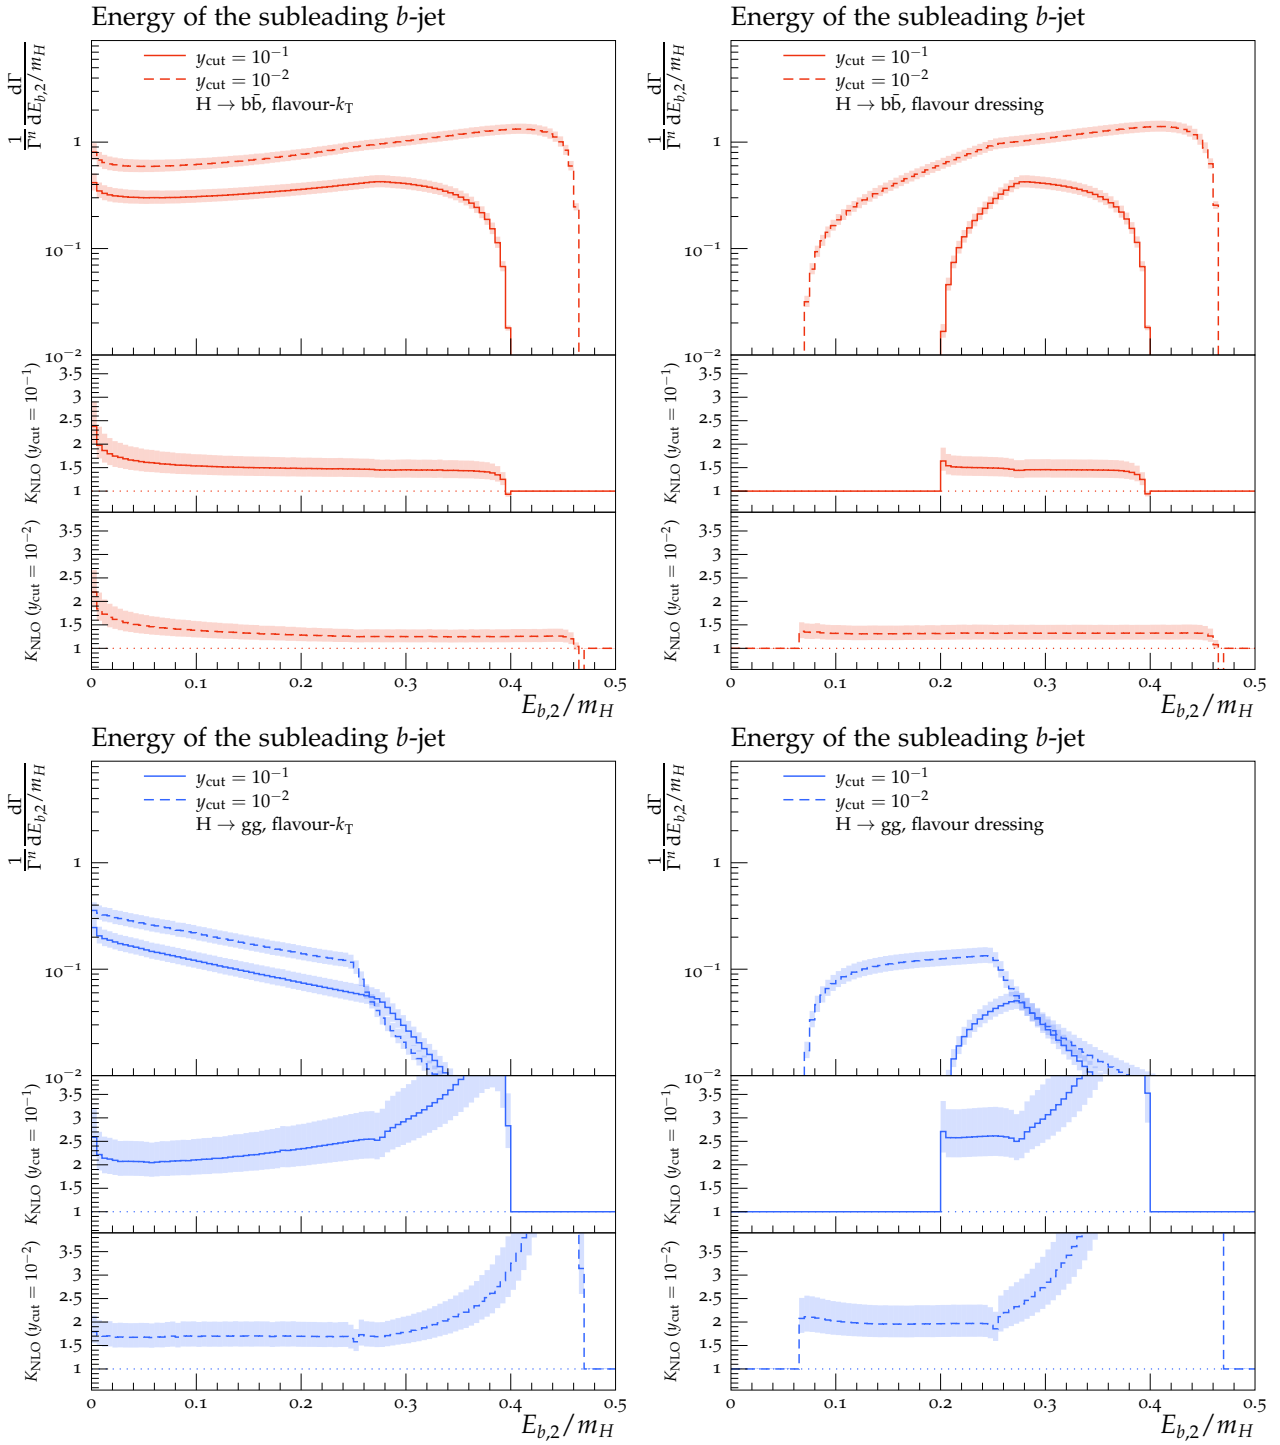 Energy of the subleading b-jet
1/Γⁿ dΓ/dE_{b,2}/m_H
y_cut = 10⁻¹
y_cut = 10⁻²
H → bb̄, flavour-k_T
1
10⁻¹
10⁻²
K_NLO (y_cut = 10⁻¹)
3.5
3
2.5
2
1.5
1
K_NLO (y_cut = 10⁻²)
3.5
3
2.5
2
1.5
1
0 0.1 0.2 0.3 0.4 0.5
E_{b,2}/m_H
Energy of the subleading b-jet
1/Γⁿ dΓ/dE_{b,2}/m_H
y_cut = 10⁻¹
y_cut = 10⁻²
H → bb̄, flavour dressing
1
10⁻¹
10⁻²
K_NLO (y_cut = 10⁻¹)
3.5
3
2.5
2
1.5
1
K_NLO (y_cut = 10⁻²)
3.5
3
2.5
2
1.5
1
0 0.1 0.2 0.3 0.4 0.5
E_{b,2}/m_H
Energy of the subleading b-jet
1/Γⁿ dΓ/dE_{b,2}/m_H
y_cut = 10⁻¹
y_cut = 10⁻²
H → gg, flavour-k_T
1
10⁻¹
10⁻²
K_NLO (y_cut = 10⁻¹)
3.5
3
2.5
2
1.5
1
K_NLO (y_cut = 10⁻²)
3.5
3
2.5
2
1.5
1
0 0.1 0.2 0.3 0.4 0.5
E_{b,2}/m_H
Energy of the subleading b-jet
1/Γⁿ dΓ/dE_{b,2}/m_H
y_cut = 10⁻¹
y_cut = 10⁻²
H → gg, flavour dressing
1
10⁻¹
10⁻²
K_NLO (y_cut = 10⁻¹)
3.5
3
2.5
2
1.5
1
K_NLO (y_cut = 10⁻²)
3.5
3
2.5
2
1.5
1
0 0.1 0.2 0.3 0.4 0.5
E_{b,2}/m_H